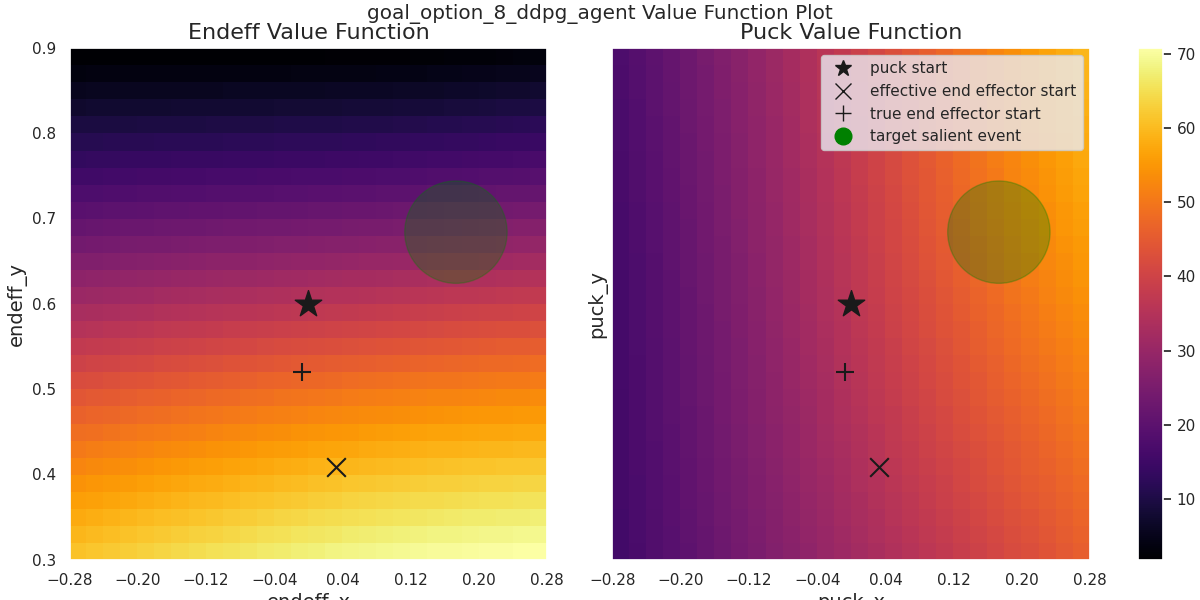 goal_option_8_ddpg_agent Value Function Plot
Endeff Value Function
Puck Value Function
puck start
effective end effector start
true end effector start
target salient event
0.9
0.8
0.7
0.6
0.5
0.4
0.3
endeff_y
−0.28 −0.20 −0.12 −0.04 0.04 0.12 0.20 0.28
endeff_x
puck_y
−0.28 −0.20 −0.12 −0.04 0.04 0.12 0.20 0.28
puck_x
70
60
50
40
30
20
10